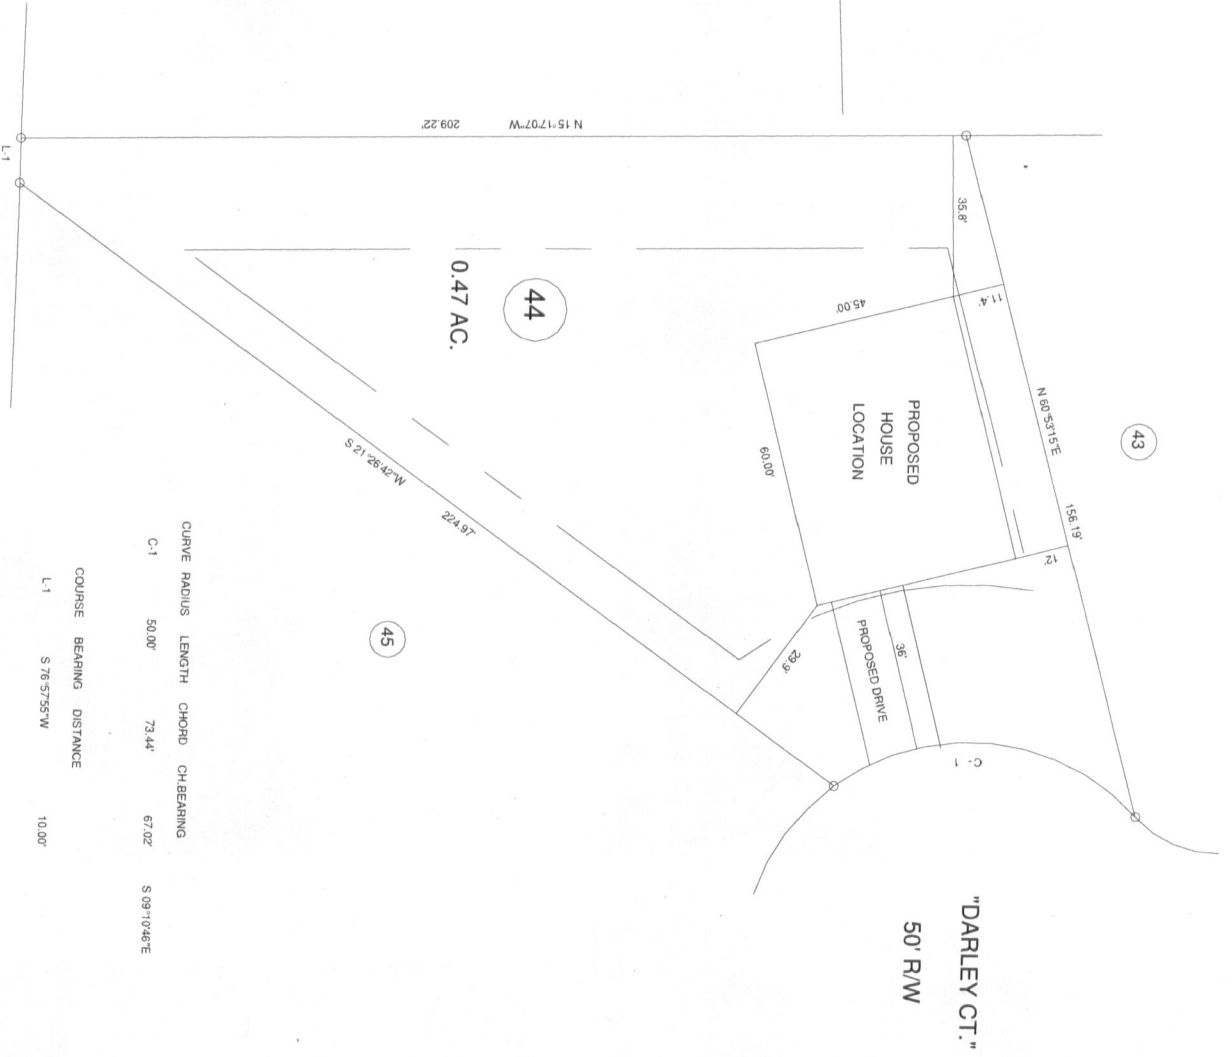 N 15°17'07"W 209.22'
L-1
35.8'
11.4'
45.00'
44
0.47 AC.
PROPOSED
HOUSE
LOCATION
60.00'
N 60°53'15"E 156.19'
43
12'
S 21°26'42"W 224.97'
29.9'
36'
PROPOSED DRIVE
C-1
45
"DARLEY CT."
50' R/W
CURVE RADIUS LENGTH CHORD CH.BEARING
C-1 50.00' 73.44' 67.02' S 09°10'46"E
COURSE BEARING DISTANCE
L-1 S 76°57'55"W 10.00'